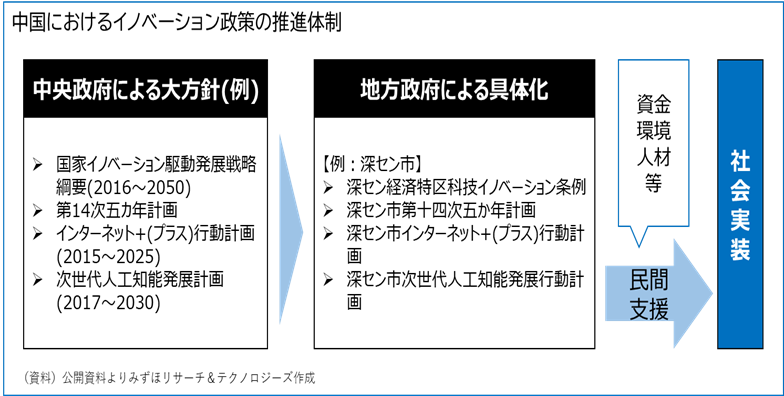 中国におけるイノベーション政策の推進体制
中央政府による大方針(例)
➢ 国家イノベーション駆動発展戦略
綱要(2016～2050)
➢ 第14次五カ年計画
➢ インターネット+(プラス)行動計画
(2015～2025)
➢ 次世代人工知能発展計画
(2017～2030)
地方政府による具体化
【例：深セン市】
➢ 深セン経済特区科技イノベーション条例
➢ 深セン市第十四次五か年計画
➢ 深セン市インターネット+(プラス)行動計
画
➢ 深セン市次世代人工知能発展行動計
画
資金
環境
人材
等
民間
支援
社会実装
（資料）公開資料よりみずほリサーチ＆テクノロジーズ作成